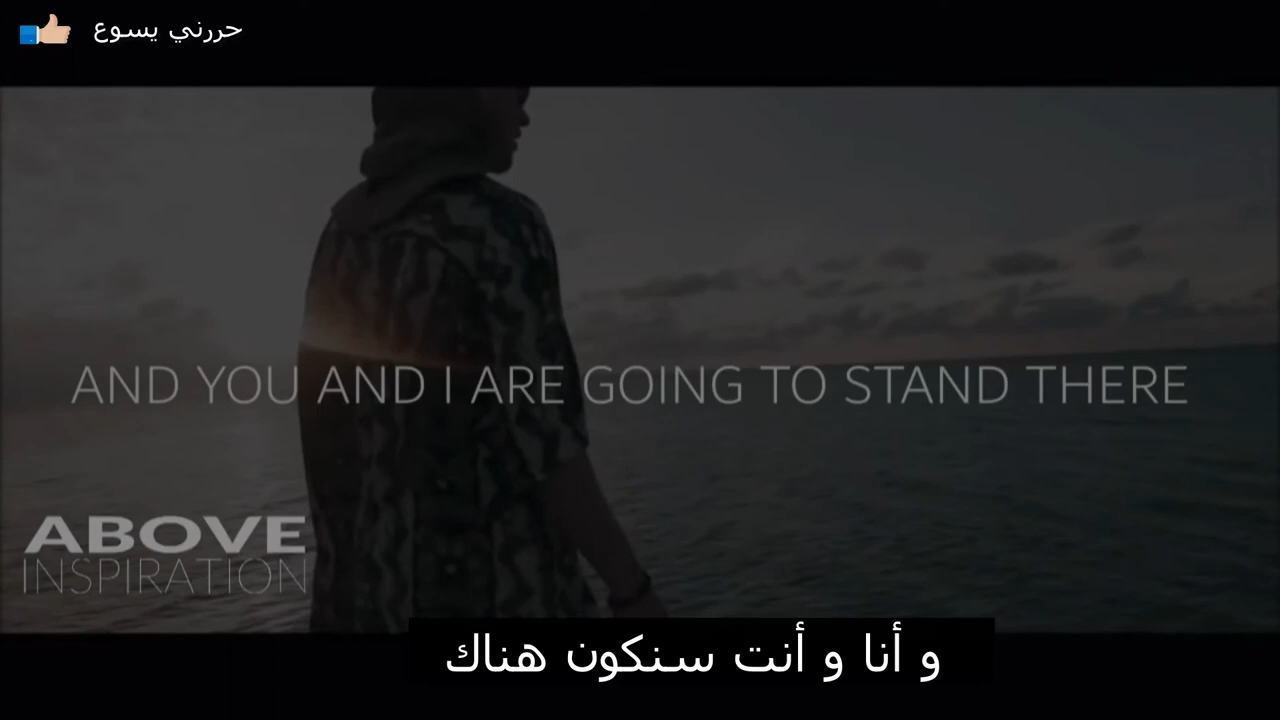 حررني يسوع
AND YOU AND I ARE GOING TO STAND THERE
ABOVE
INSPIRATION
و أنا و أنت سنكون هناك